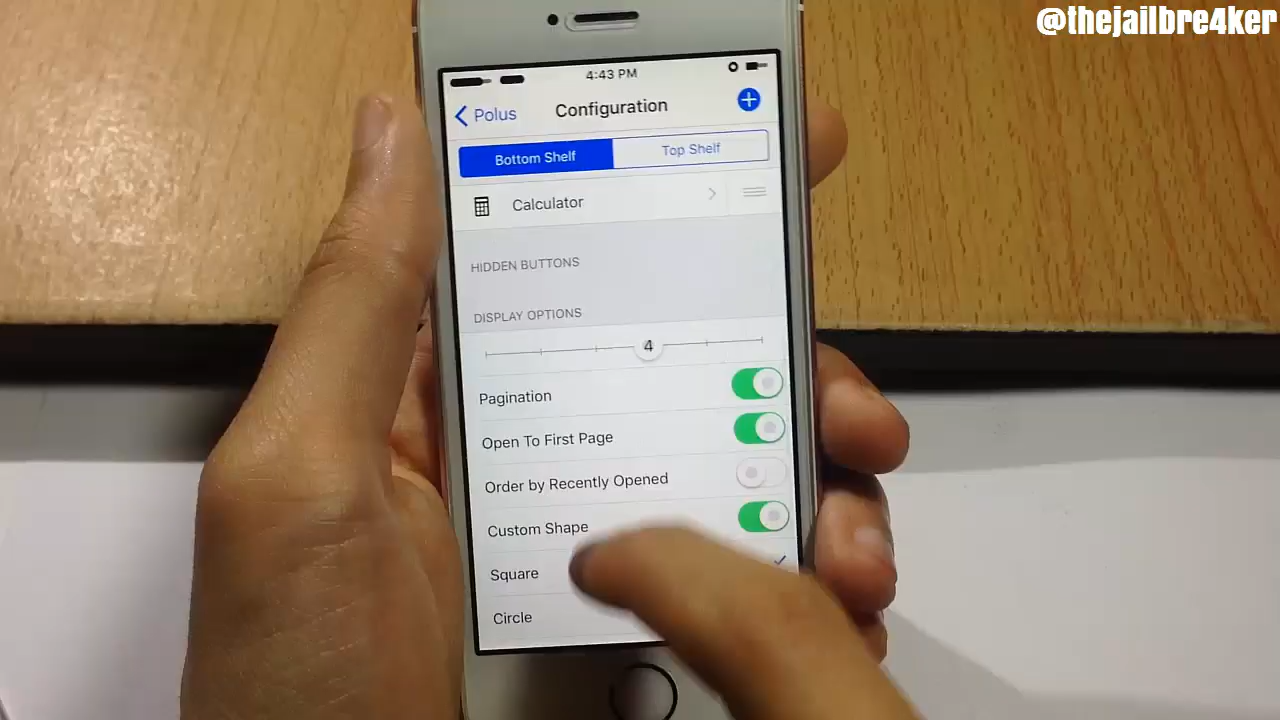 @thejailbre4ker
4:43 PM
Polus
Configuration
Bottom Shelf
Top Shelf
Calculator
HIDDEN BUTTONS
DISPLAY OPTIONS
4
Pagination
Open To First Page
Order by Recently Opened
Custom Shape
Square
Circle